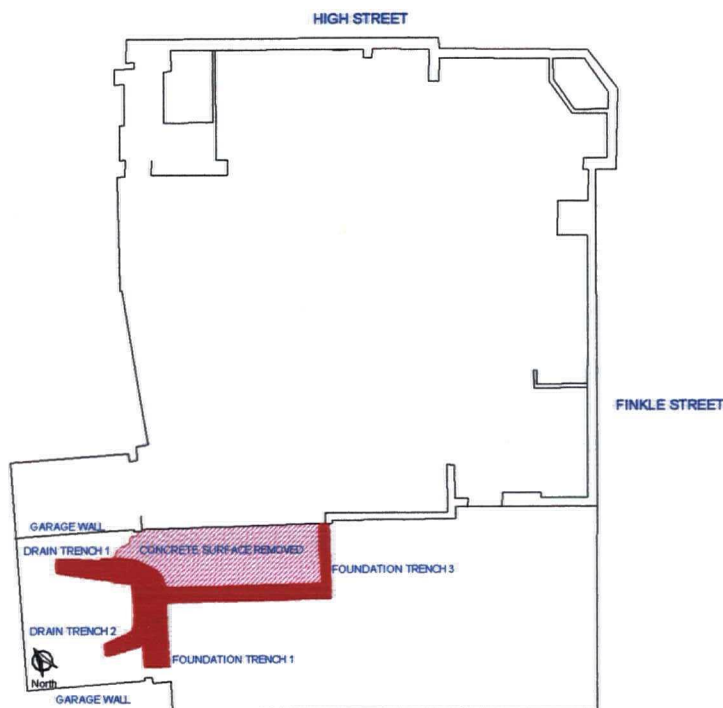 HIGH STREET
FINKLE STREET
GARAGE WALL
DRAIN TRENCH 1
CONCRETE SURFACE REMOVED
FOUNDATION TRENCH 3
DRAIN TRENCH 2
FOUNDATION TRENCH 1
North
GARAGE WALL